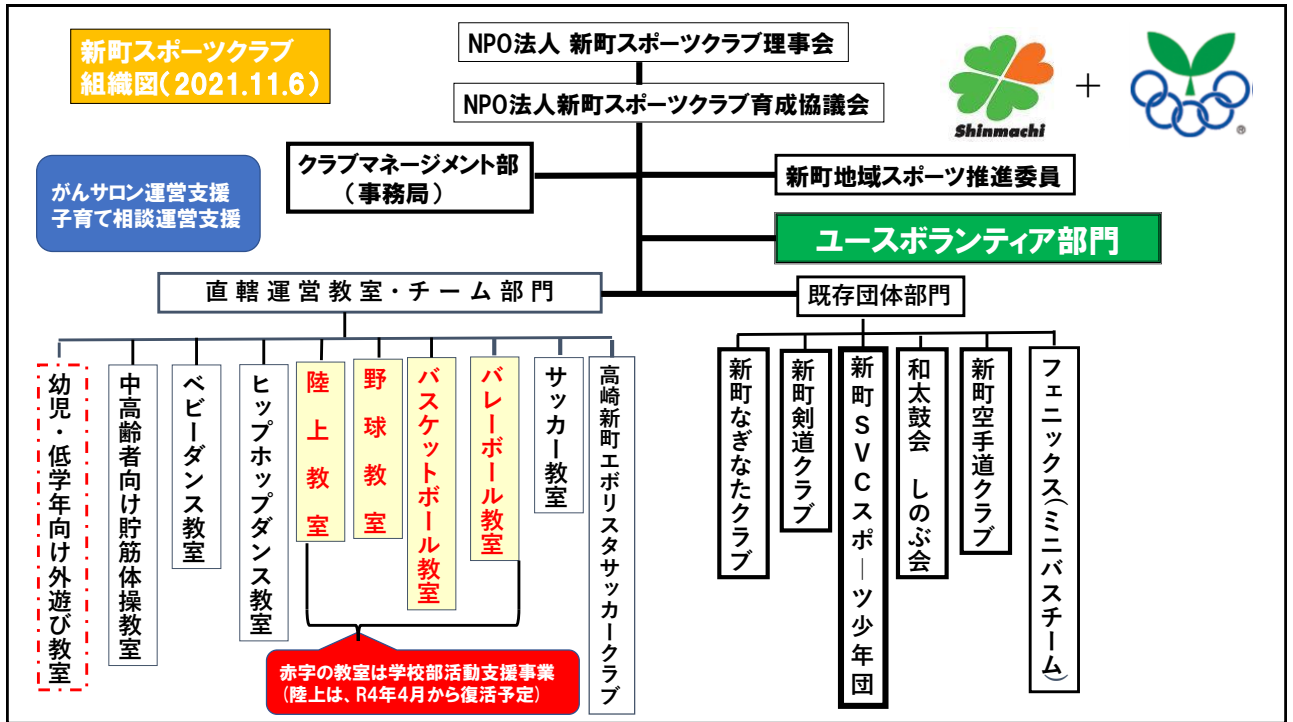 新町スポーツクラブ
組織図(2021.11.6)
NPO法人 新町スポーツクラブ理事会
NPO法人新町スポーツクラブ育成協議会
Shinmachi
+
®
クラブマネージメント部
(事務局)
新町地域スポーツ推進委員
がんサロン運営支援
子育て相談運営支援
ユースボランティア部門
直轄運営教室・チーム部門
既存団体部門
幼児・低学年向け外遊び教室
中高齢者向け貯筋体操教室
ベビーダンス教室
ヒップホップダンス教室
陸上教室
野球教室
バスケットボール教室
バレーボール教室
サッカー教室
高崎新町エボリスタサッカークラブ
新町なぎなたクラブ
新町剣道クラブ
新町SVCスポーツ少年団
和太鼓会 しのぶ会
新町空手道クラブ
フェニックス(ミニバスチーム)
赤字の教室は学校部活動支援事業
(陸上は、R4年4月から復活予定)